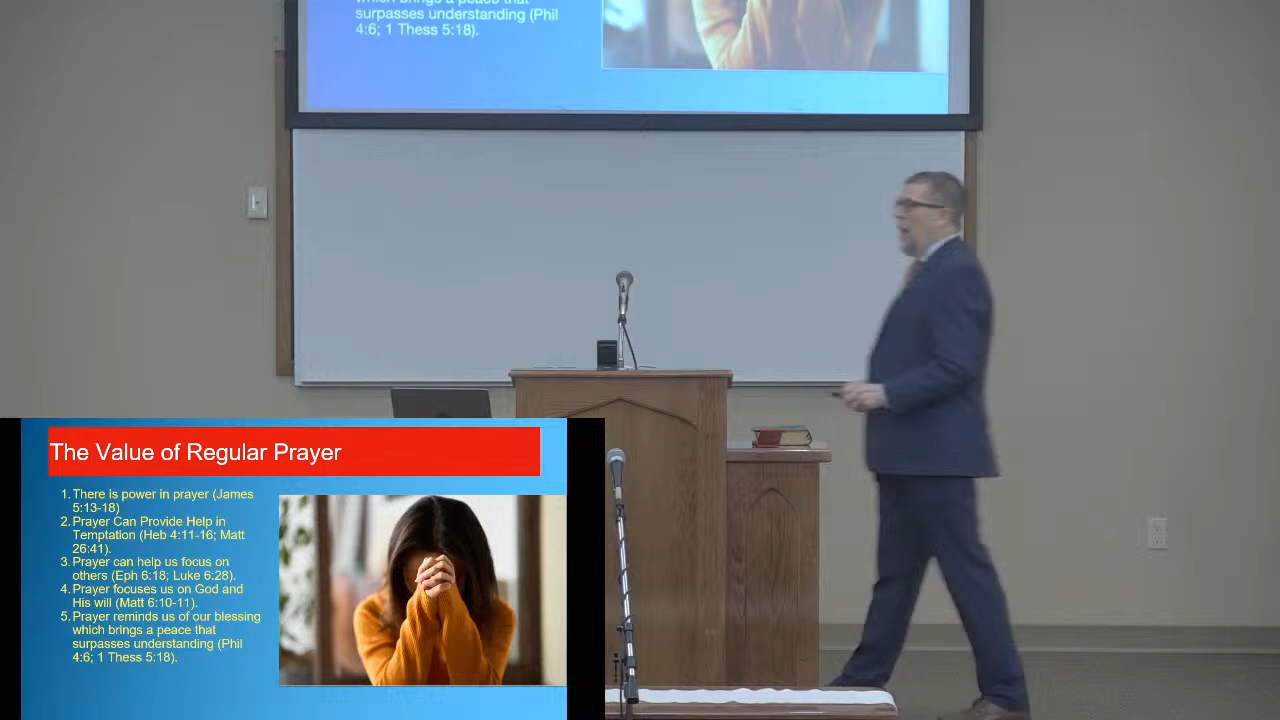 which brings a peace that
surpasses understanding (Phil
4:6; 1 Thess 5:18).
The Value of Regular Prayer
1. There is power in prayer (James
5:13-18)
2. Prayer Can Provide Help in
Temptation (Heb 4:11-16; Matt
26:41).
3. Prayer can help us focus on
others (Eph 6:18; Luke 6:28).
4. Prayer focuses us on God and
His will (Matt 6:10-11).
5. Prayer reminds us of our blessing
which brings a peace that
surpasses understanding (Phil
4:6; 1 Thess 5:18).